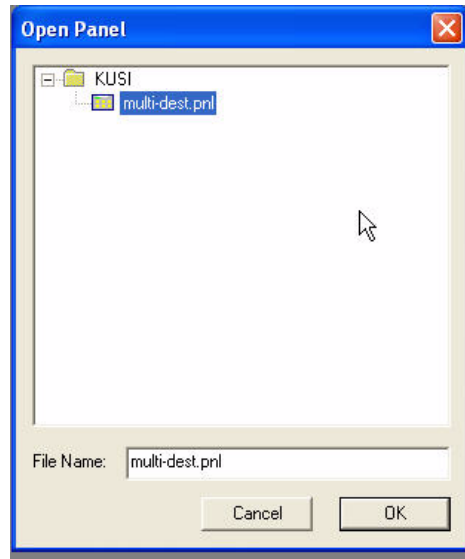 Open Panel
KUSI
multi-dest.pnl
File Name: multi-dest.pnl
Cancel OK